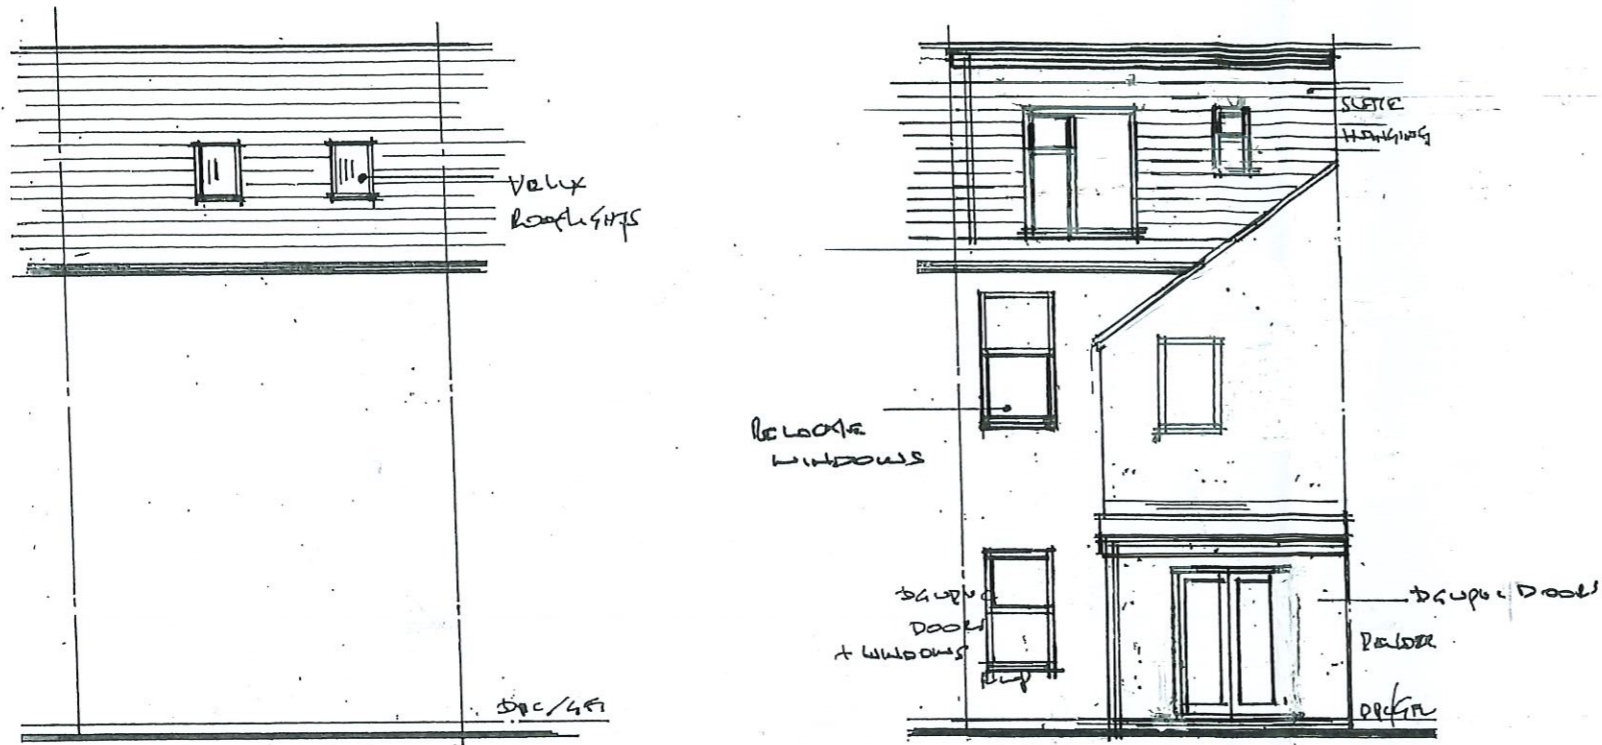 VELUX
ROOFLIGHTS
DPC/GFL
SLATE
HANGING
RELOCATE
WINDOWS
DGUPVC
DOORS
+ WINDOWS
DGUPVC DOORS
RENDER
DPC/GFL